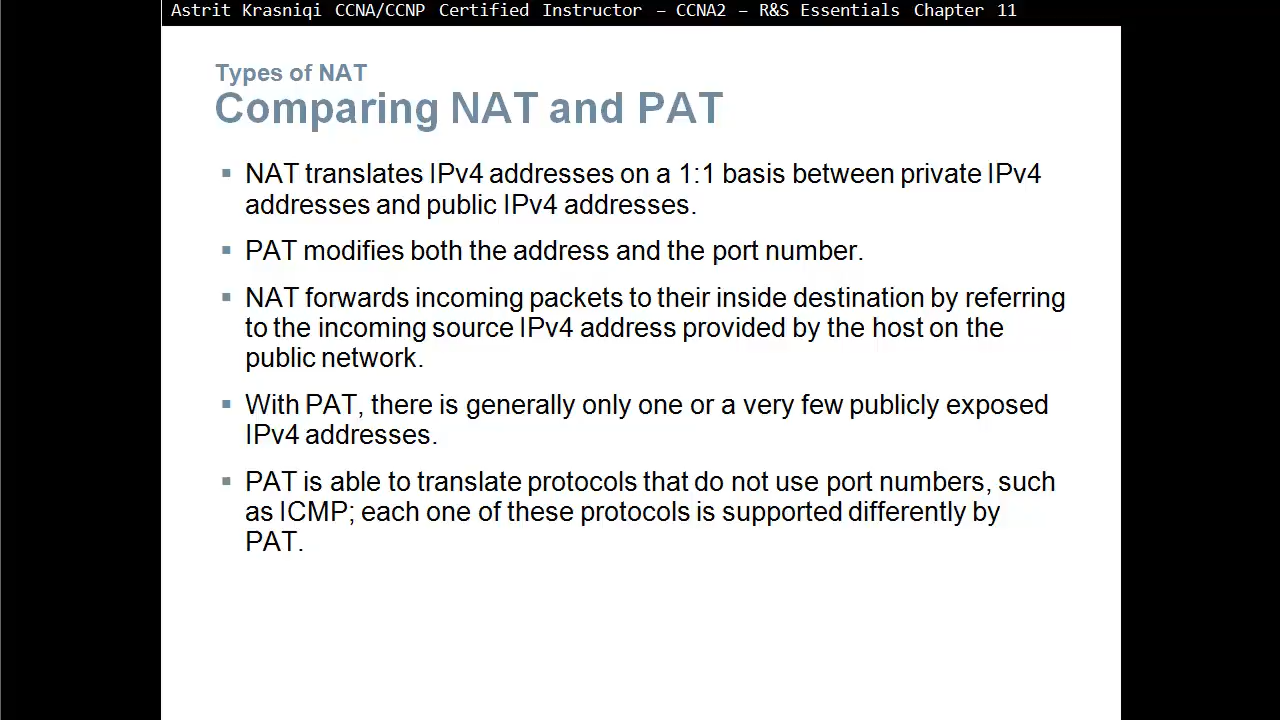 Astrit Krasniqi CCNA/CCNP Certified Instructor – CCNA2 – R&S Essentials Chapter 11
Types of NAT
Comparing NAT and PAT
▪ NAT translates IPv4 addresses on a 1:1 basis between private IPv4
addresses and public IPv4 addresses.
▪ PAT modifies both the address and the port number.
▪ NAT forwards incoming packets to their inside destination by referring
to the incoming source IPv4 address provided by the host on the
public network.
▪ With PAT, there is generally only one or a very few publicly exposed
IPv4 addresses.
▪ PAT is able to translate protocols that do not use port numbers, such
as ICMP; each one of these protocols is supported differently by
PAT.